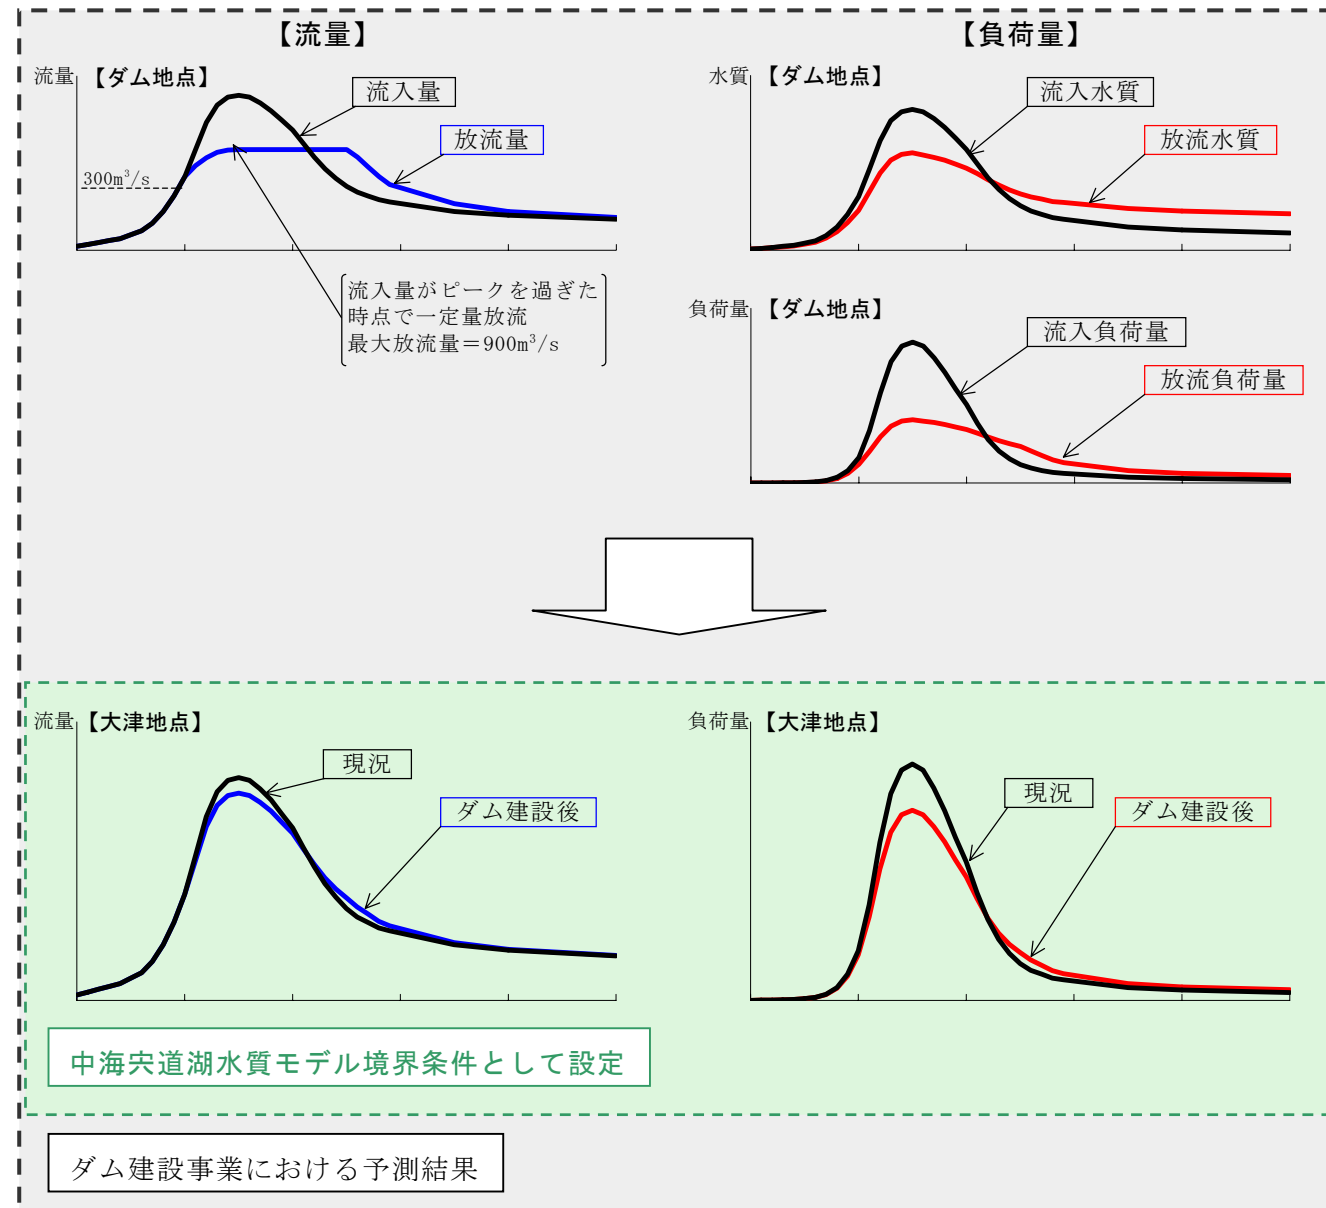 【流量】
流量
【ダム地点】
流入量
放流量
300m³/s
流入量がピークを過ぎた
時点で一定量放流
最大放流量＝900m³/s
【負荷量】
水質
【ダム地点】
流入水質
放流水質
負荷量
【ダム地点】
流入負荷量
放流負荷量
流量
【大津地点】
現況
ダム建設後
負荷量
【大津地点】
現況
ダム建設後
中海宍道湖水質モデル境界条件として設定
ダム建設事業における予測結果